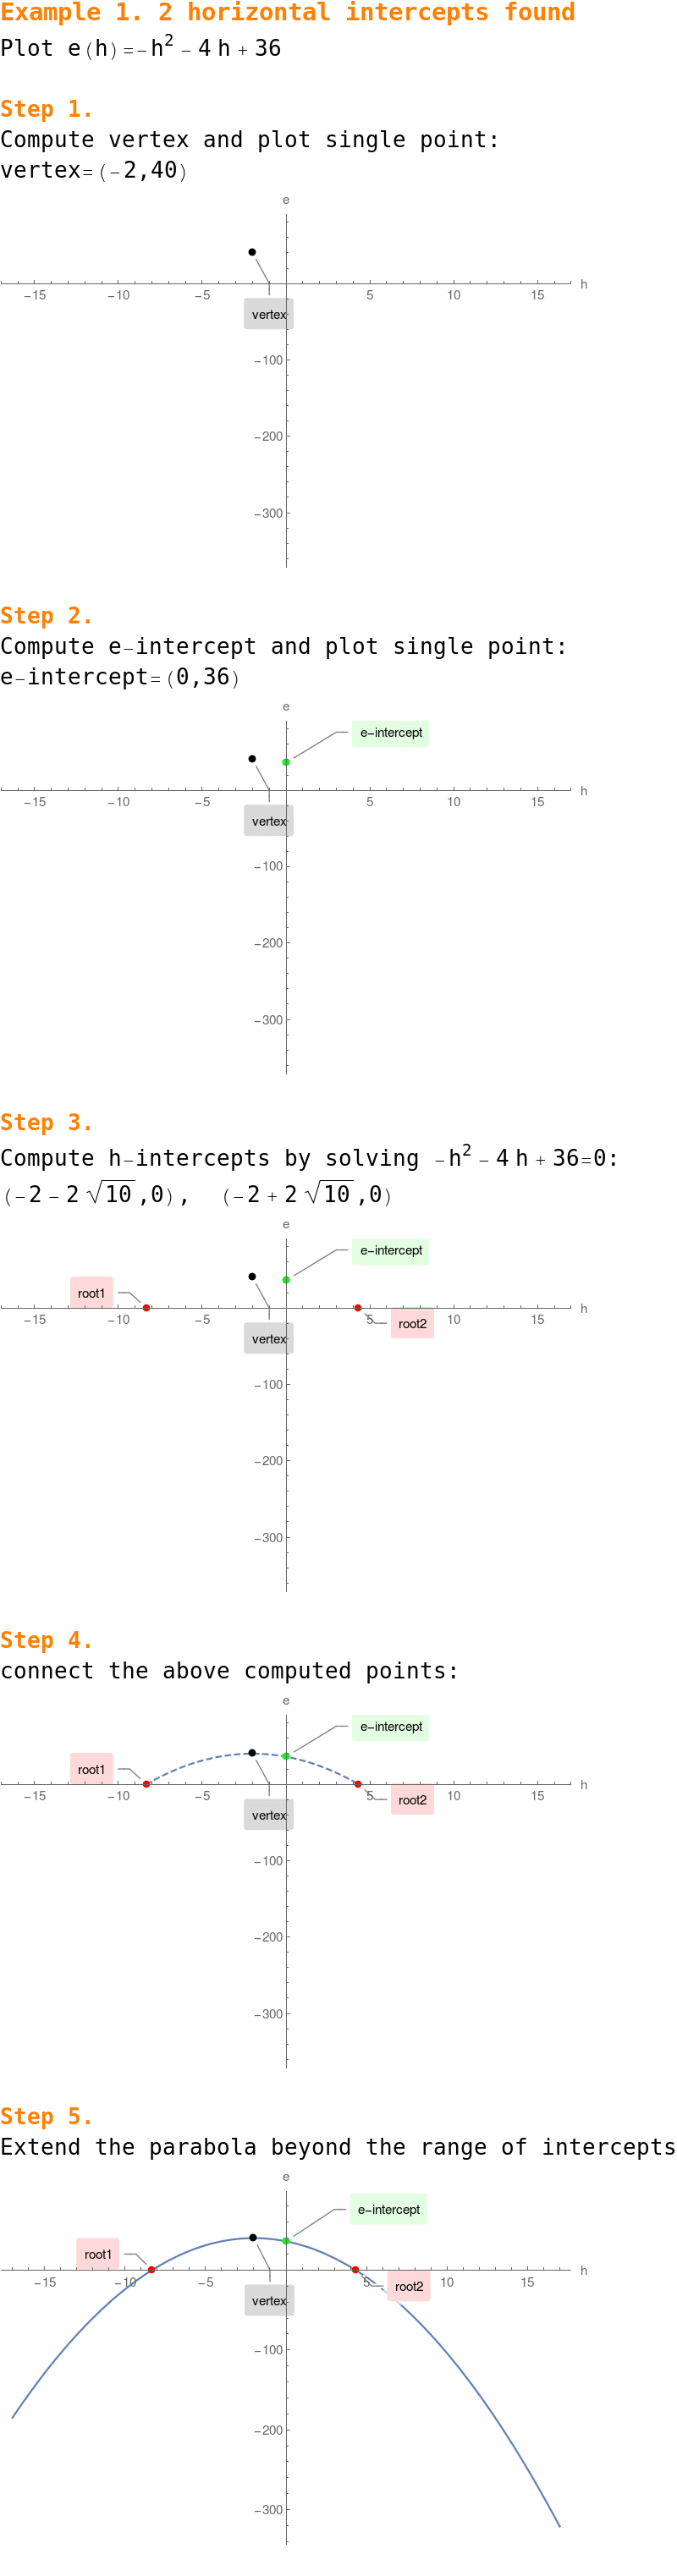 Example 1. 2 horizontal intercepts found
Plot e(h)=-h² - 4 h + 36
Step 1.
Compute vertex and plot single point:
vertex=(-2,40)
e
h
-15 -10 -5 5 10 15
vertex
-100
-200
-300
Step 2.
Compute e-intercept and plot single point:
e-intercept=(0,36)
e
e-intercept
h
-15 -10 -5 5 10 15
vertex
-100
-200
-300
Step 3.
Compute h-intercepts by solving -h² - 4 h + 36=0:
(-2 - 2 √10 ,0), (-2 + 2 √10 ,0)
e
e-intercept
root1
h
-15 -10 -5 5 10 15
root2
vertex
-100
-200
-300
Step 4.
connect the above computed points:
e
e-intercept
root1
h
-15 -10 -5 5 10 15
root2
vertex
-100
-200
-300
Step 5.
Extend the parabola beyond the range of intercepts
e
e-intercept
root1
h
-15 -10 -5 5 10 15
root2
vertex
-100
-200
-300